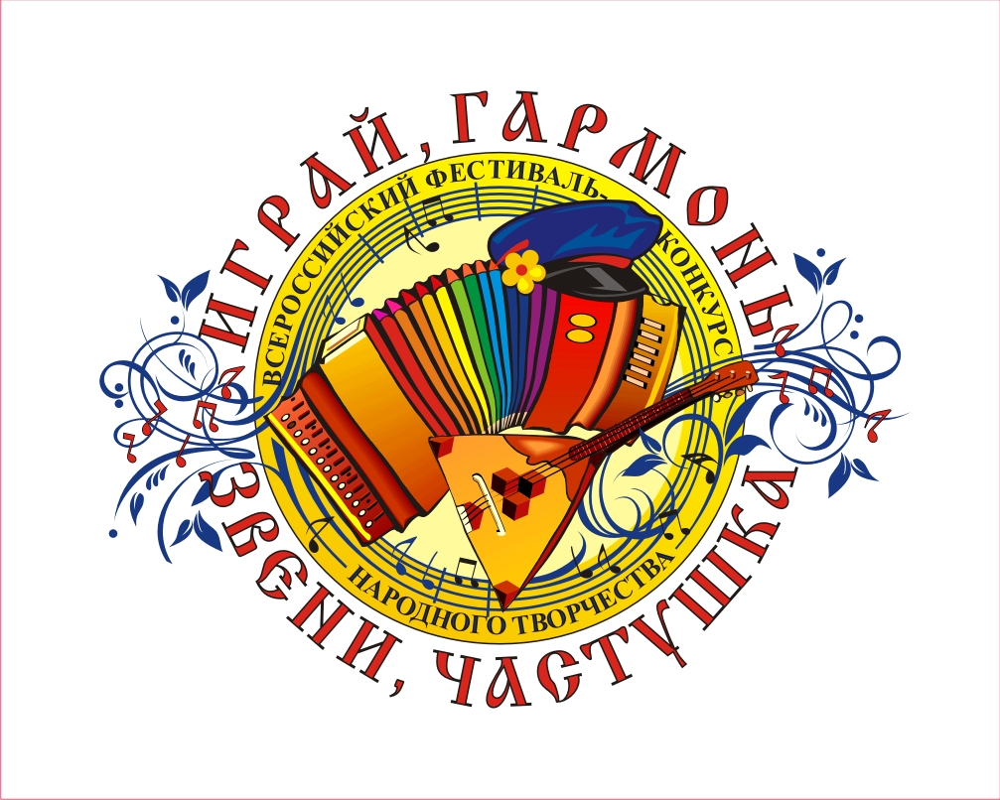 ИГРАЙ, ГАРМОНЬ
ВСЕРОССИЙСКИЙ ФЕСТИВАЛЬ-КОНКУРС
НАРОДНОГО ТВОРЧЕСТВА
ЗВЕНИ, ЧАСТУШКА